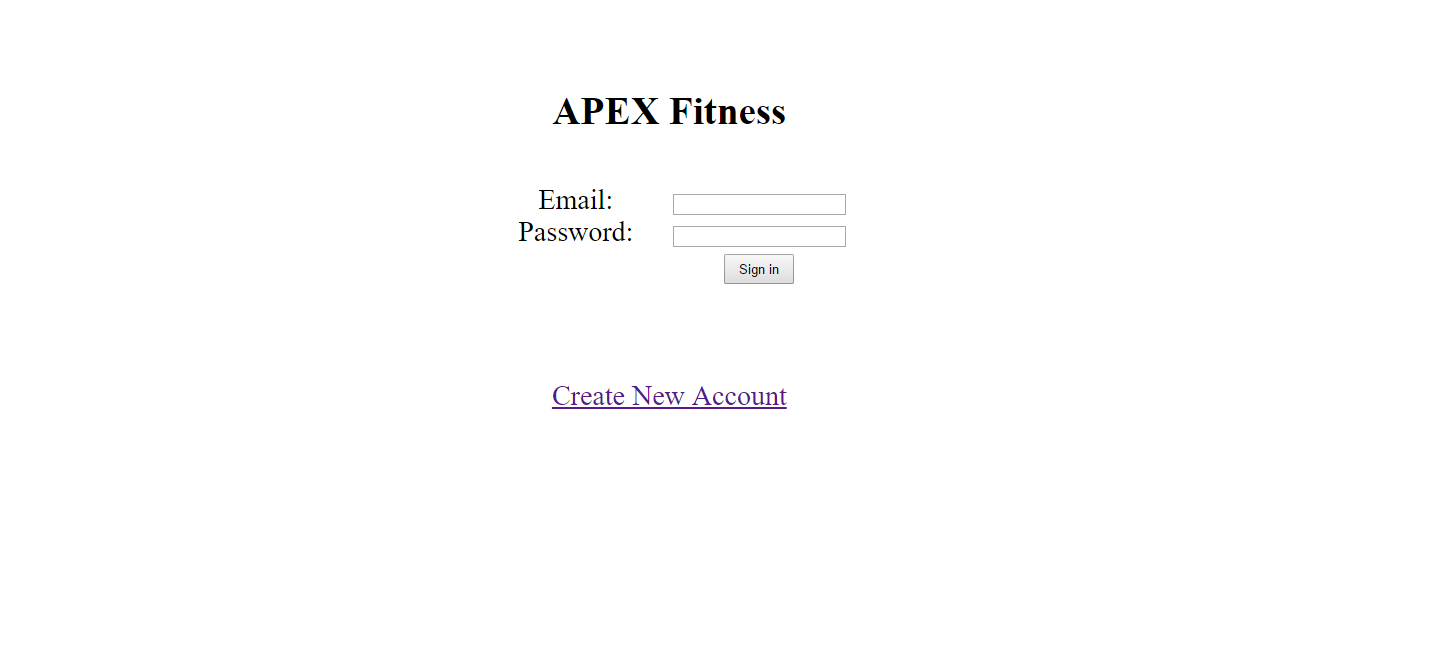 APEX Fitness
Email:
Password:
Sign in
Create New Account